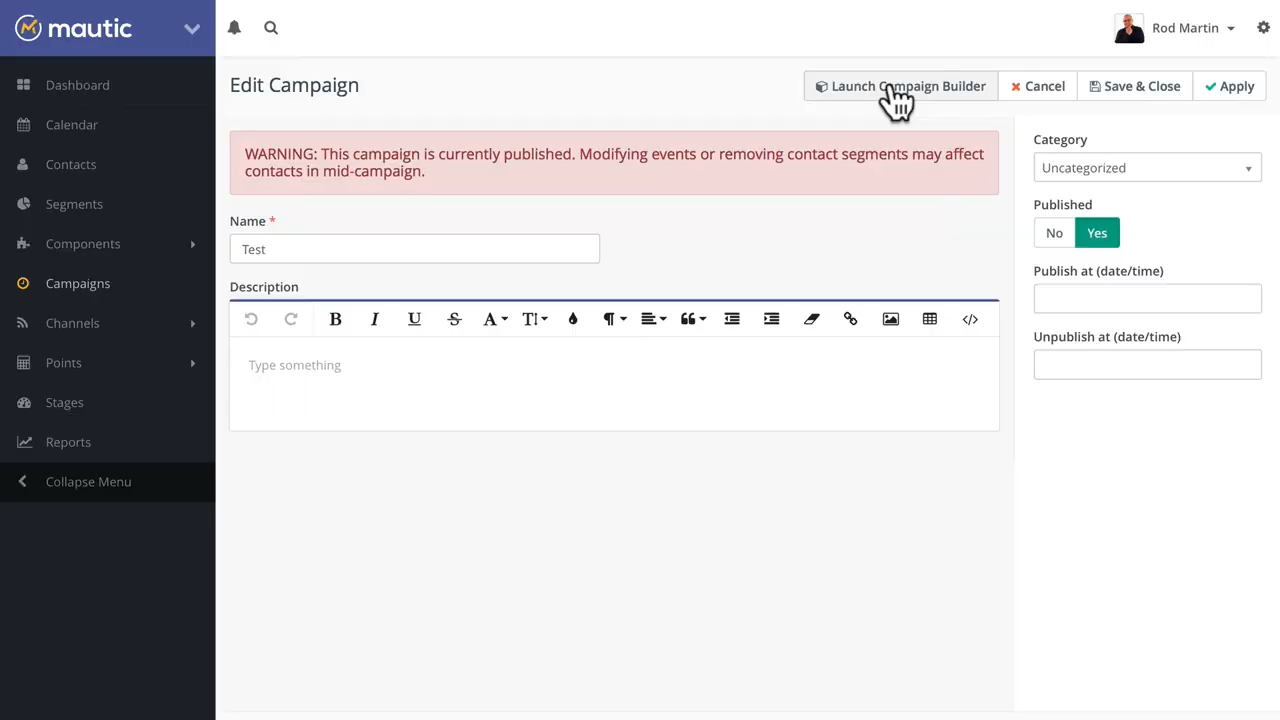 mautic
Rod Martin
Dashboard
Calendar
Contacts
Segments
Components
Campaigns
Channels
Points
Stages
Reports
Collapse Menu
Edit Campaign
Launch Campaign Builder
Cancel
Save & Close
Apply
WARNING: This campaign is currently published. Modifying events or removing contact segments may affect
contacts in mid-campaign.
Name *
Test
Description
Type something
Category
Uncategorized
Published
No
Yes
Publish at (date/time)
Unpublish at (date/time)